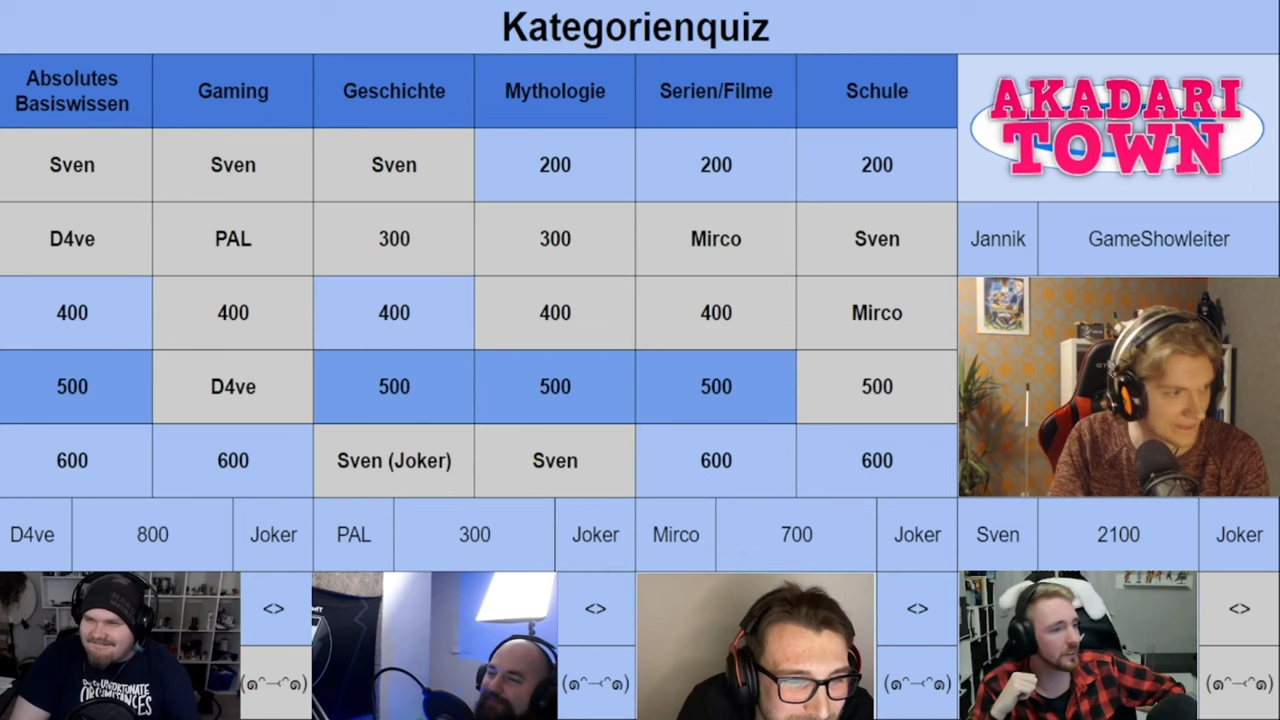 Kategorienquiz
Absolutes
Basiswissen
Gaming
Geschichte
Mythologie
Serien/Filme
Schule
AKADARI
TOWN
Sven
Sven
Sven
200
200
200
D4ve
PAL
300
300
Mirco
Sven
Jannik
GameShowleiter
400
400
400
400
400
Mirco
500
D4ve
500
500
500
500
600
600
Sven (Joker)
Sven
600
600
D4ve
800
Joker
PAL
300
Joker
Mirco
700
Joker
Sven
2100
Joker
<>
<>
<>
<>
UNFORTUNATE
CIRCUMSTANCES